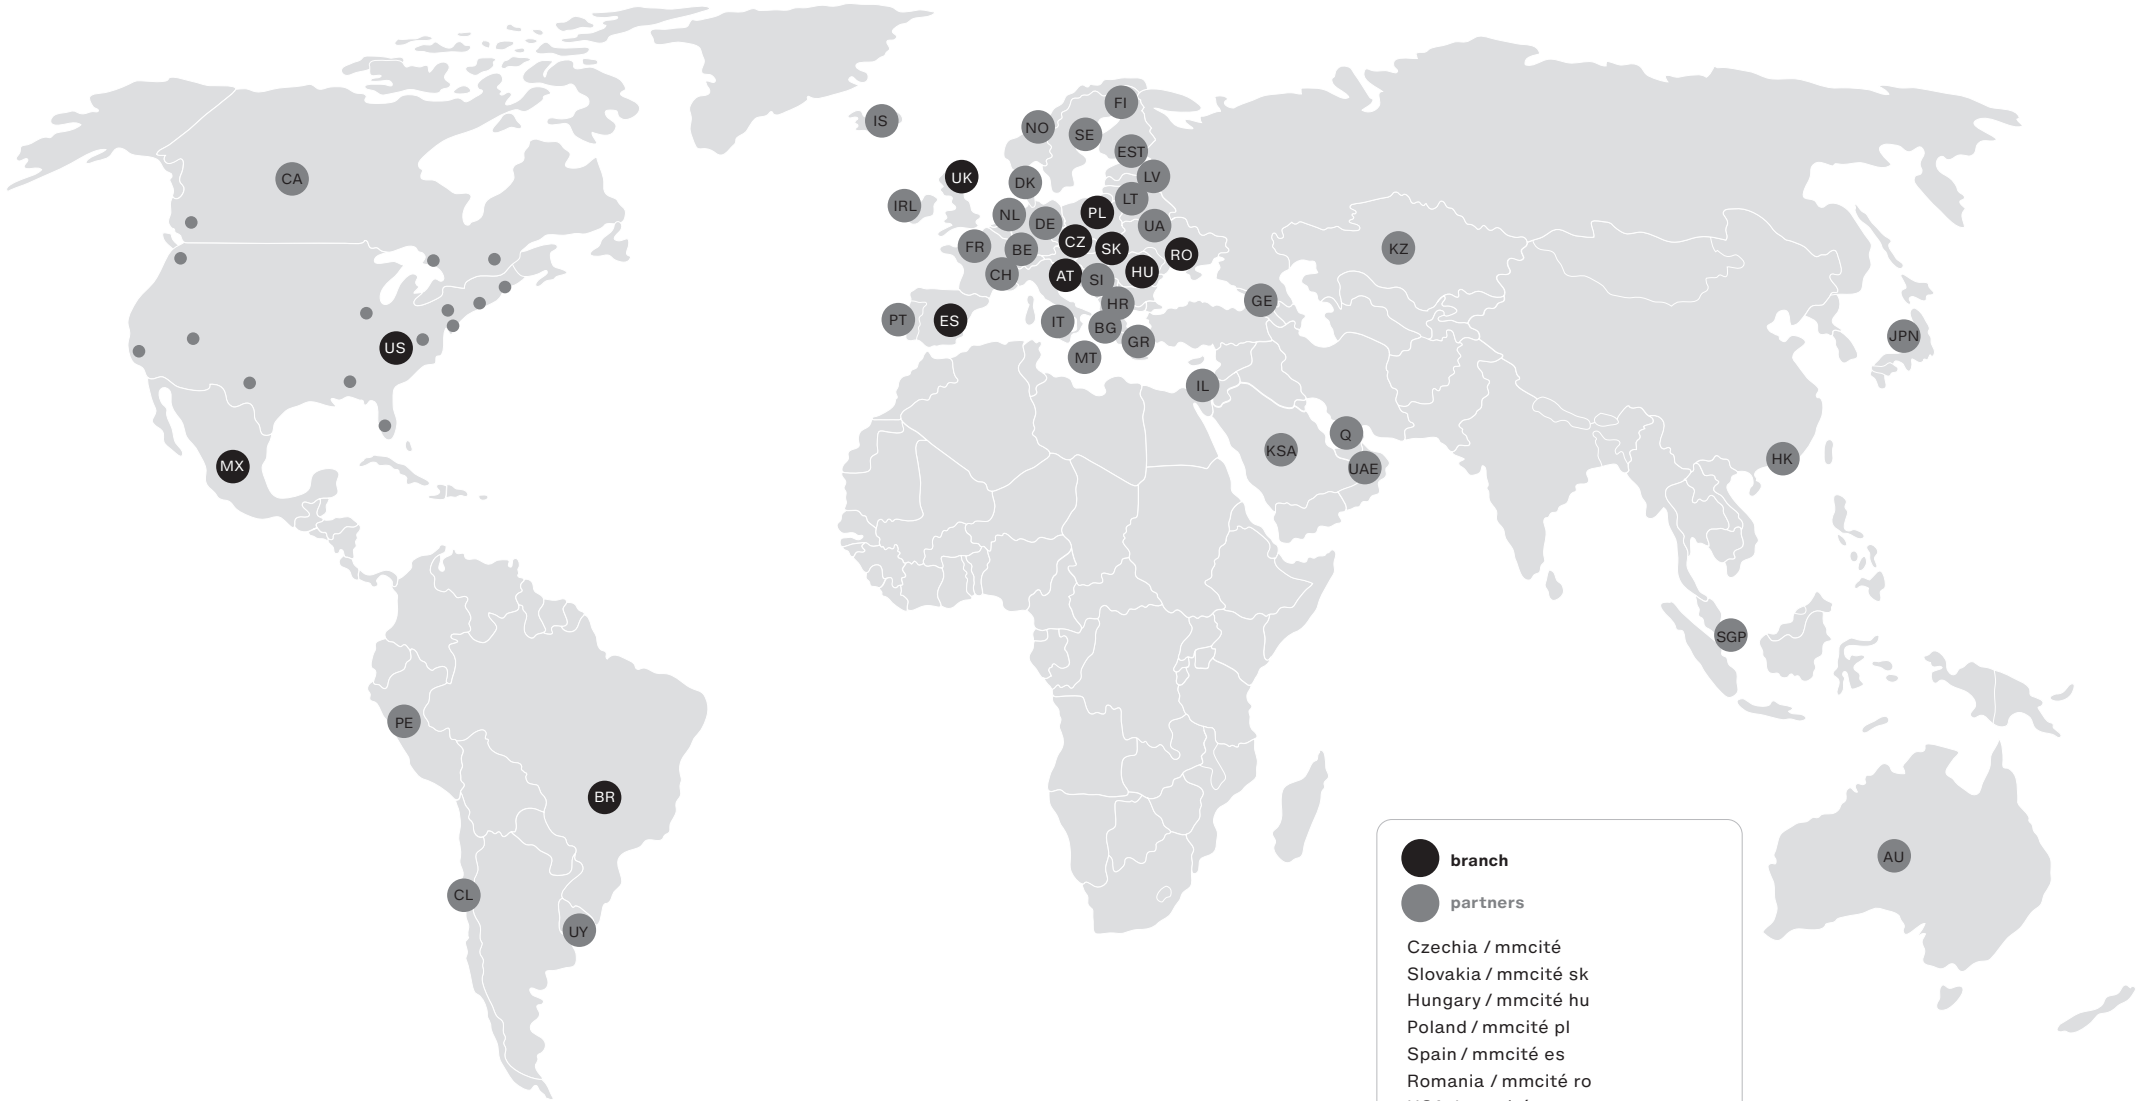 FI
IS
NO
SE
EST
CA
UK
DK
LV
IRL
LT
NL
PL
DE
UA
CZ
FR
BE
SK
KZ
RO
CH
AT
SI
HU
GE
HR
PT
ES
IT
BG
JPN
GR
US
MT
IL
KSA
Q
HK
MX
UAE
SGP
PE
BR
AU
CL
UY
branch
partners
Czechia / mmcité
Slovakia / mmcité sk
Hungary / mmcité hu
Poland / mmcité pl
Spain / mmcité es
Romania / mmcité ro